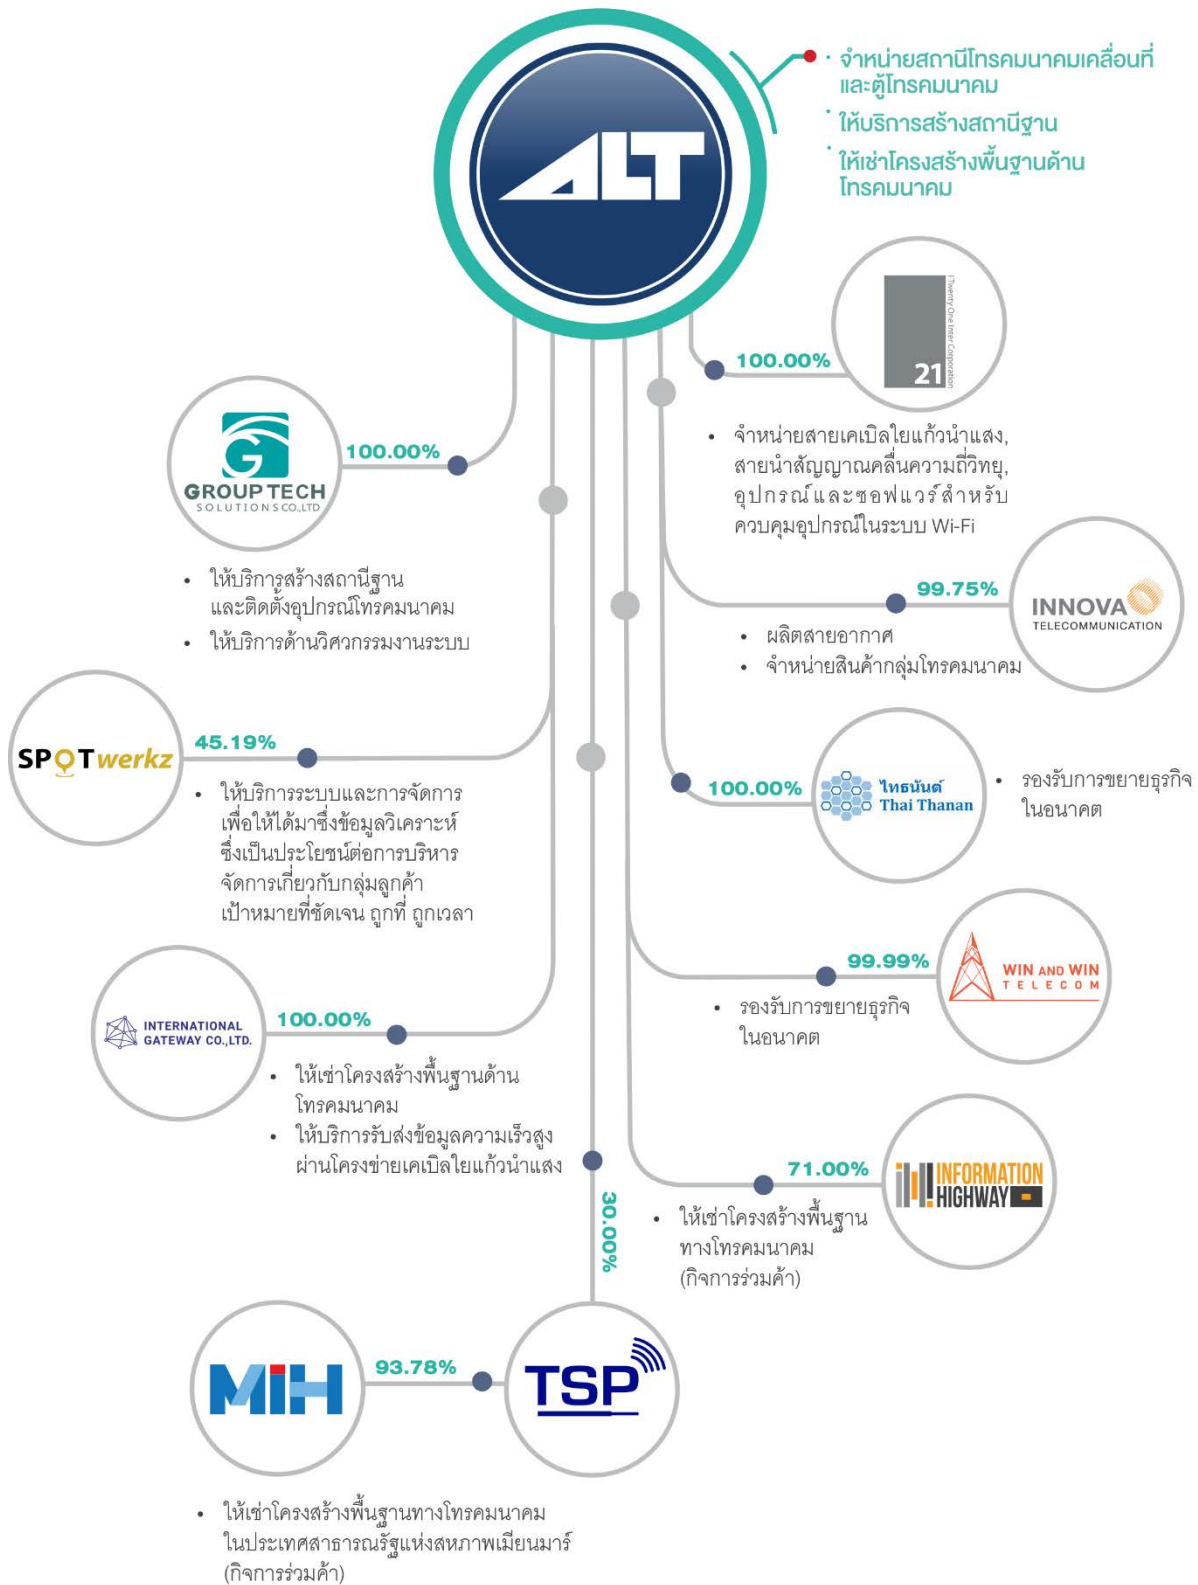 ALT
• จำหน่ายสถานีโทรคมนาคมเคลื่อนที่
และตู้โทรคมนาคม
• ให้บริการสร้างสถานีฐาน
• ให้เช่าโครงสร้างพื้นฐานด้าน
โทรคมนาคม
I Twenty One Inter Corporation
21
100.00%
• จำหน่ายสายเคเบิลใยแก้วนำแสง,
สายนำสัญญาณคลื่นความถี่วิทยุ,
อุปกรณ์และซอฟแวร์สำหรับ
ควบคุมอุปกรณ์ในระบบ Wi-Fi
G
GROUP TECH
SOLUTIONS CO.,LTD
100.00%
• ให้บริการสร้างสถานีฐาน
และติดตั้งอุปกรณ์โทรคมนาคม
• ให้บริการด้านวิศวกรรมงานระบบ
99.75%
INNOVA
TELECOMMUNICATION
• ผลิตสายอากาศ
• จำหน่ายสินค้ากลุ่มโทรคมนาคม
SPOTwerkz
45.19%
• ให้บริการระบบและการจัดการ
เพื่อให้ได้มาซึ่งข้อมูลวิเคราะห์
ซึ่งเป็นประโยชน์ต่อการบริหาร
จัดการเกี่ยวกับกลุ่มลูกค้า
เป้าหมายที่ชัดเจน ถูกที่ ถูกเวลา
100.00%
ไทธนันต์
Thai Thanan
• รองรับการขยายธุรกิจ
ในอนาคต
99.99%
WIN AND WIN
TELECOM
• รองรับการขยายธุรกิจ
ในอนาคต
INTERNATIONAL
GATEWAY CO.,LTD.
100.00%
• ให้เช่าโครงสร้างพื้นฐานด้าน
โทรคมนาคม
• ให้บริการรับส่งข้อมูลความเร็วสูง
ผ่านโครงข่ายเคเบิลใยแก้วนำแสง
71.00%
INFORMATION
HIGHWAY
• ให้เช่าโครงสร้างพื้นฐาน
ทางโทรคมนาคม
(กิจการร่วมค้า)
30.00%
TSP
93.78%
MIH
• ให้เช่าโครงสร้างพื้นฐานทางโทรคมนาคม
ในประเทศสาธารณรัฐแห่งสหภาพเมียนมาร์
(กิจการร่วมค้า)